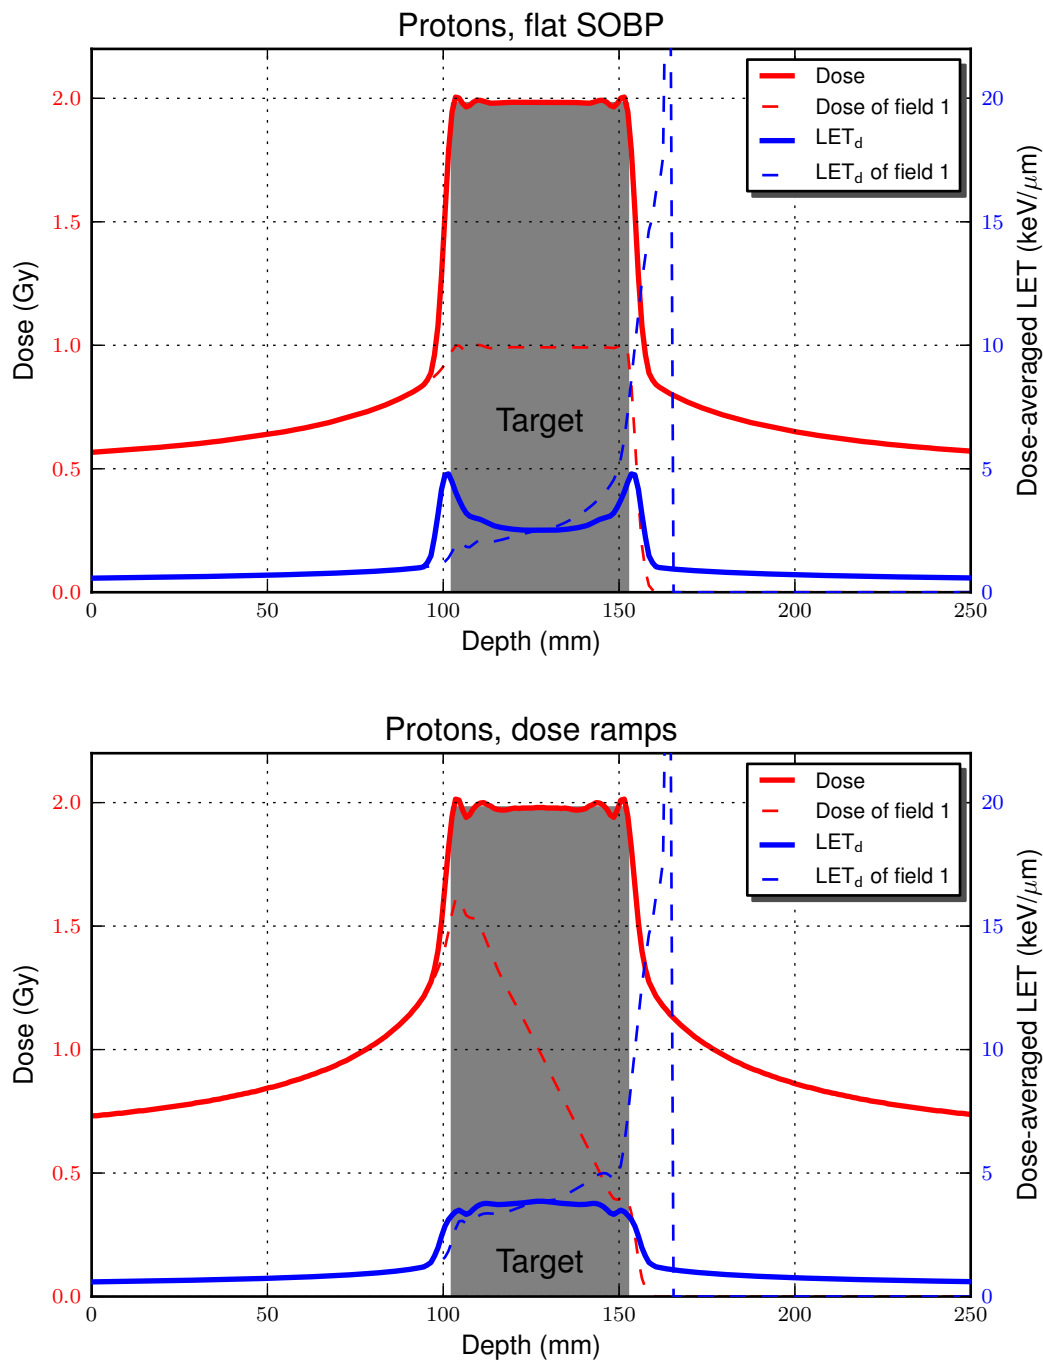 Protons, flat SOBP
Dose (Gy)
2.0
1.5
1.0
0.5
0.0
Dose
Dose of field 1
LETd
LETd of field 1
Target
20
15
10
5
0
Dose-averaged LET (keV/μm)
0 50 100 150 200 250
Depth (mm)
Protons, dose ramps
Dose (Gy)
2.0
1.5
1.0
0.5
0.0
Dose
Dose of field 1
LETd
LETd of field 1
Target
20
15
10
5
0
Dose-averaged LET (keV/μm)
0 50 100 150 200 250
Depth (mm)